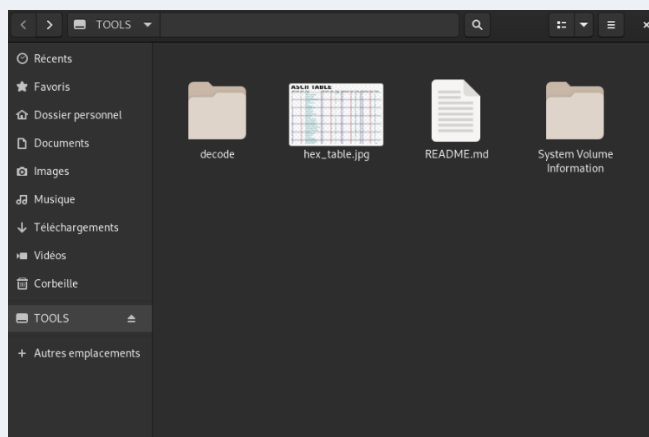 TOOLS
Récents
Favoris
Dossier personnel
Documents
Images
Musique
Téléchargements
Vidéos
Corbeille
TOOLS
Autres emplacements
ASCII TABLE
decode
hex_table.jpg
README.md
System Volume
Information